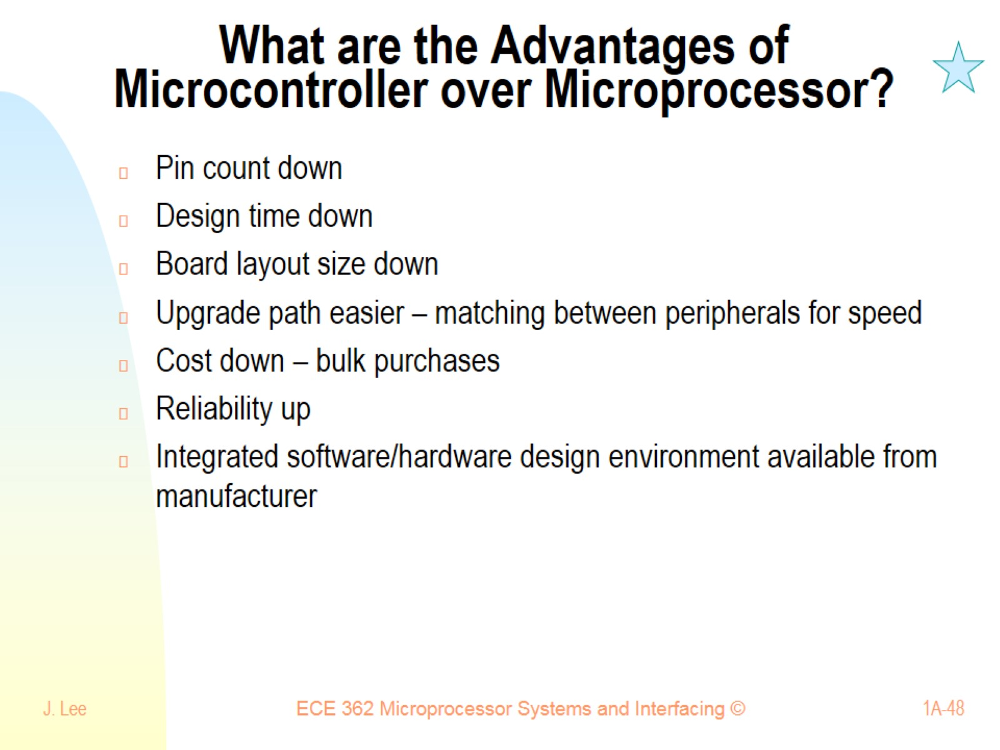 What are the Advantages of
Microcontroller over Microprocessor?
Pin count down
Design time down
Board layout size down
Upgrade path easier – matching between peripherals for speed
Cost down – bulk purchases
Reliability up
Integrated software/hardware design environment available from
manufacturer
J. Lee
ECE 362 Microprocessor Systems and Interfacing ©
1A-48